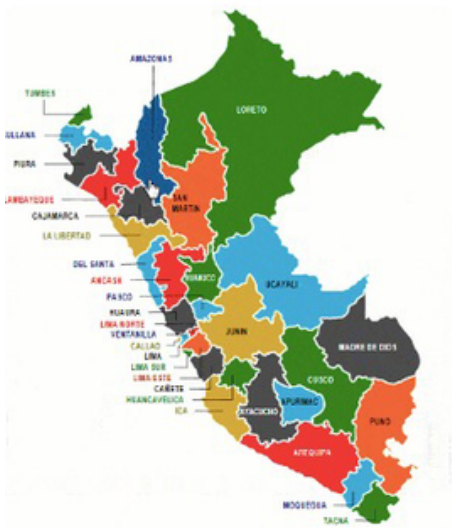 AMAZONAS
LORETO
TUMBES
ULLANA
PIURA
SAN
MARTIN
AMBAYEQUE
CAJAMARCA
LA LIBERTAD
DEL SANTA
HUANUCO
UCAYALI
ANCASH
PASCO
HUAURA
LIMA NORTE
VENTANILLA
CALLAO
JUNIN
LIMA
MADRE DE DIOS
LIMA SUR
LIMA ESTE
CUSCO
CAÑETE
HUANCAVELICA
APURIMAC
ICA
AYACUCHO
PUNO
AREQUIPA
MOQUEGUA
TACNA